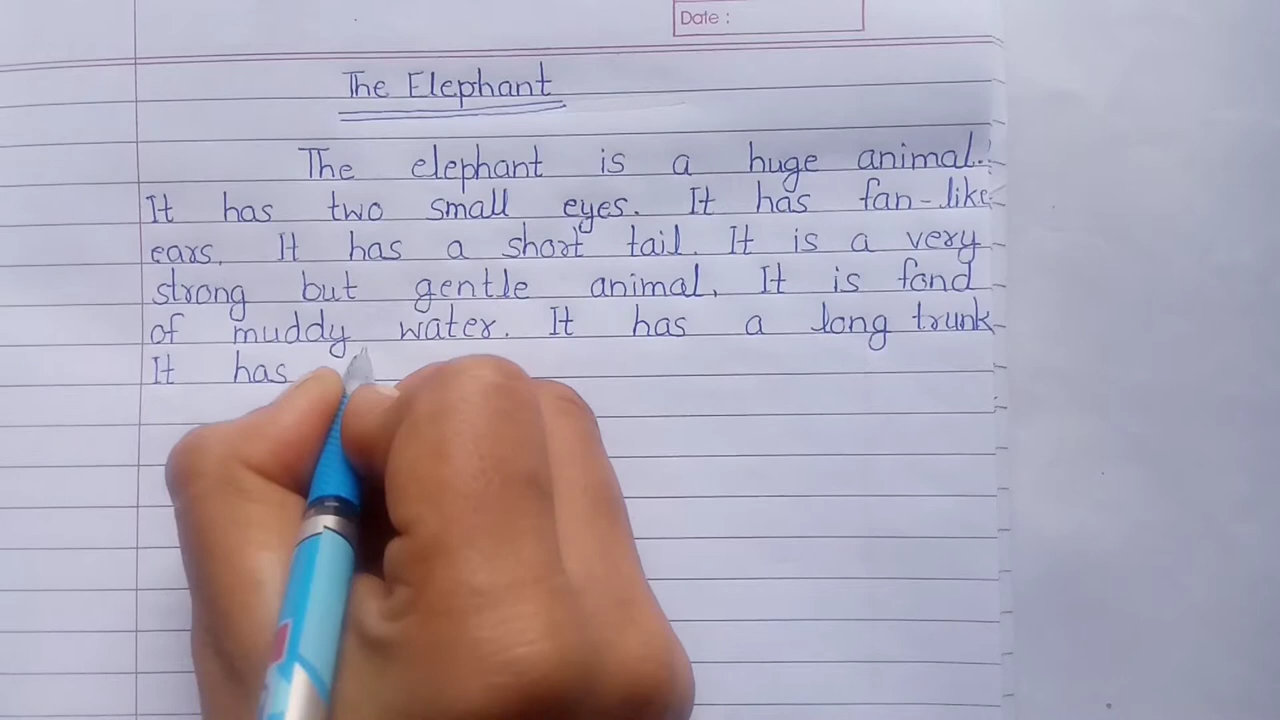 Date :
The Elephant
The elephant is a huge animal.
It has two small eyes. It has fan-like
ears. It has a short tail. It is a very
strong but gentle animal. It is fond
of muddy water. It has a long trunk
It has